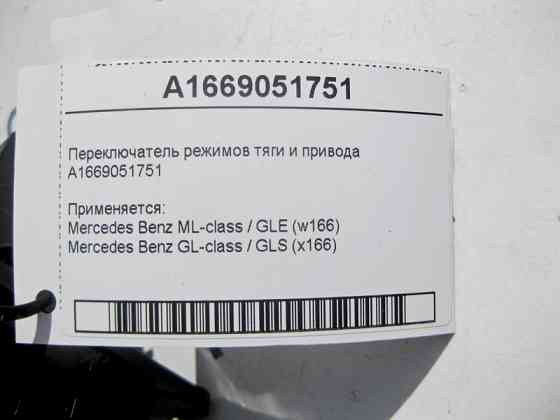 A1669051751
Переключатель режимов тяги и привода
A1669051751
Применяется:
Mercedes Benz ML-class / GLE (w166)
Mercedes Benz GL-class / GLS (x166)